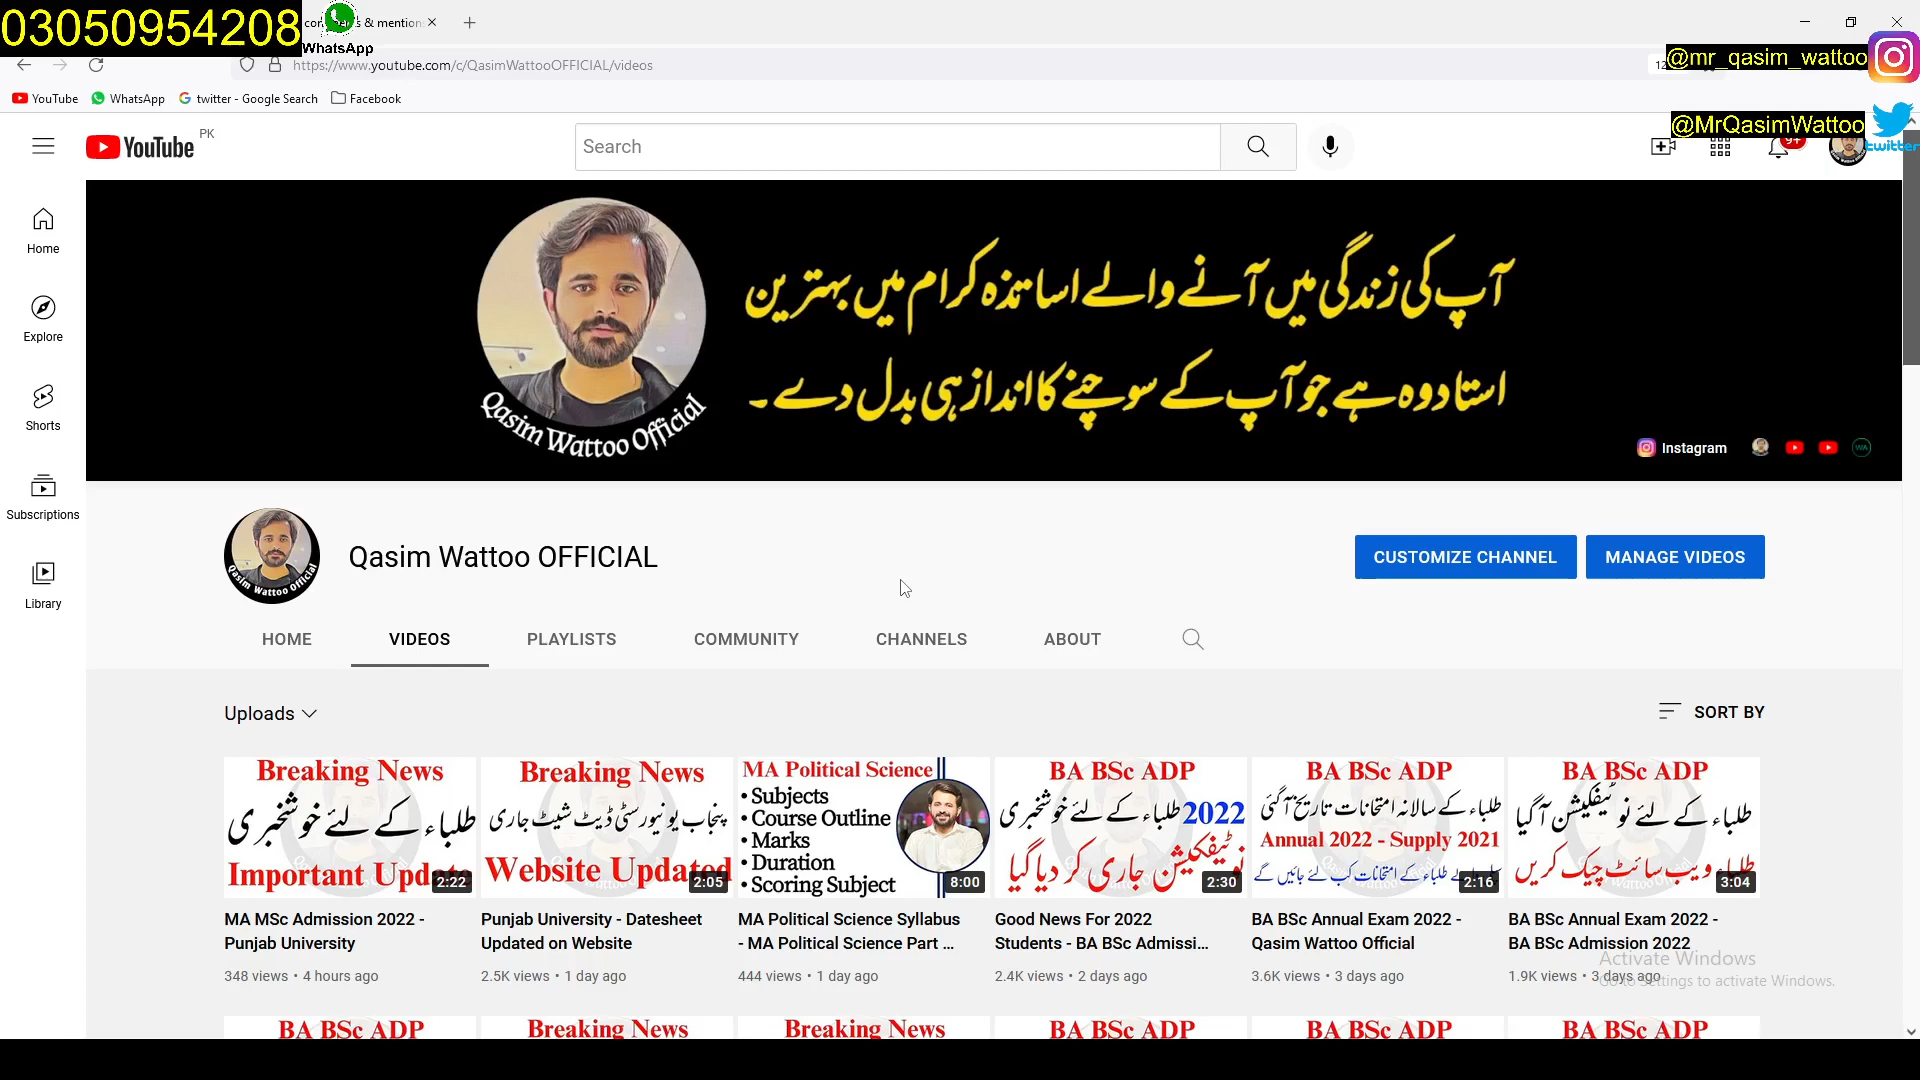 03050954208
WhatsApp
& mention
@mr_qasim_wattoo
https://www.youtube.com/c/QasimWattooOFFICIAL/videos
YouTube WhatsApp twitter - Google Search Facebook
@MrQasimWattoo
twitter
YouTube PK
Search
9+
Home
Explore
Shorts
Subscriptions
Library
آپ کی زندگی میں آنے والے اساتذہ کرام میں بہترین
استاد وہ ہے جو آپ کے سوچنے کا انداز ہی بدل دے ۔
Qasim Wattoo Official
Instagram
Qasim Wattoo OFFICIAL
CUSTOMIZE CHANNEL MANAGE VIDEOS
HOME VIDEOS PLAYLISTS COMMUNITY CHANNELS ABOUT
Uploads
SORT BY
Breaking News
طلباء کے لئے خوشخبری
Important
2:22
MA MSc Admission 2022 -
Punjab University
348 views • 4 hours ago
Breaking News
پنجاب یونیورسٹی ڈیٹ شیٹ جاری
Website Updated
2:05
Punjab University - Datesheet
Updated on Website
2.5K views • 1 day ago
MA Political Science
• Subjects
• Course Outline
• Marks
• Duration
• Scoring Subject
8:00
MA Political Science Syllabus
- MA Political Science Part ...
444 views • 1 day ago
BA BSc ADP
2022 طلباء کے لئے خوشخبری
نوٹیفکیشن جاری کر دیا گیا
2:30
Good News For 2022
Students - BA BSc Admissi...
2.4K views • 2 days ago
BA BSc ADP
طلباء کے سالانہ امتحانات تاریخ آگئی
Annual 2022 - Supply 2021
طلباء کے امتحانات کب لئے جائیں گے
2:16
BA BSc Annual Exam 2022 -
Qasim Wattoo Official
3.6K views • 3 days ago
BA BSc ADP
طلباء کے لئے نوٹیفکیشن آگیا
طلباء ویب سائٹ چیک کریں
3:04
BA BSc Annual Exam 2022 -
BA BSc Admission 2022
1.9K views • 3 days ago
Activate Windows
Go to Settings to activate Windows.
BA BSc ADP
Breaking News
Breaking News
BA BSc ADP
BA BSc ADP
BA BSc ADP